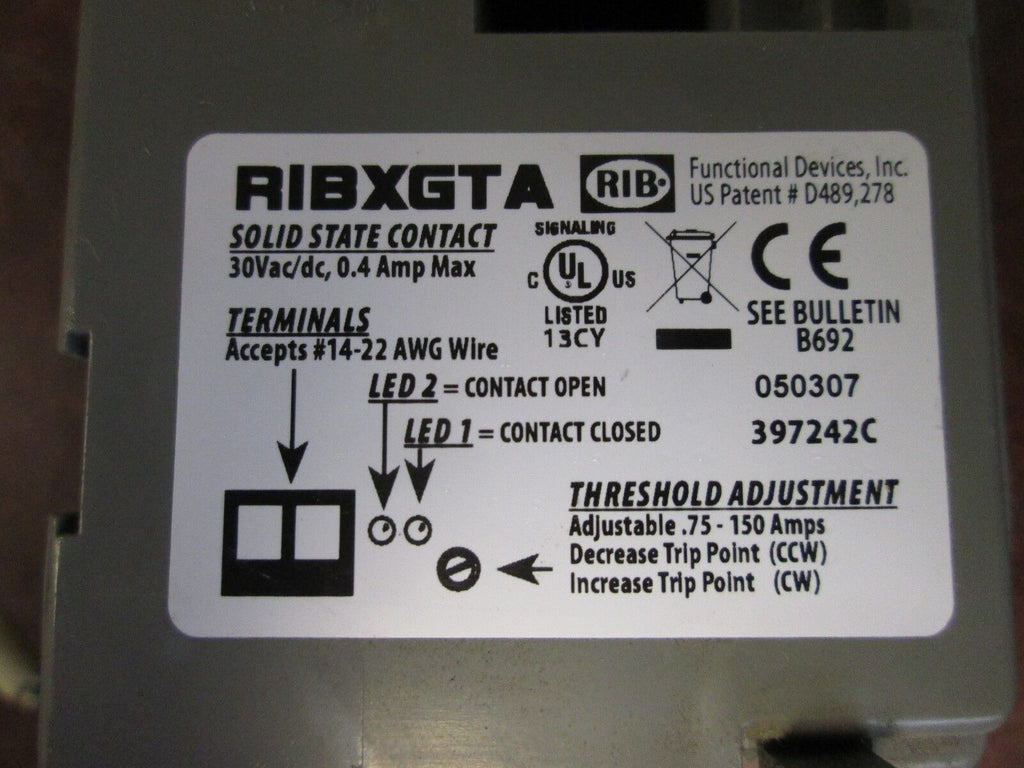 RIBXGTA
RIB
Functional Devices, Inc.
US Patent # D489,278
SOLID STATE CONTACT
30Vac/dc, 0.4 Amp Max
SIGNALING
C UL US
LISTED
13CY
CE
SEE BULLETIN
B692
TERMINALS
Accepts #14-22 AWG Wire
LED 2 = CONTACT OPEN
050307
LED 1 = CONTACT CLOSED
397242C
THRESHOLD ADJUSTMENT
Adjustable .75 - 150 Amps
Decrease Trip Point (CCW)
Increase Trip Point (CW)